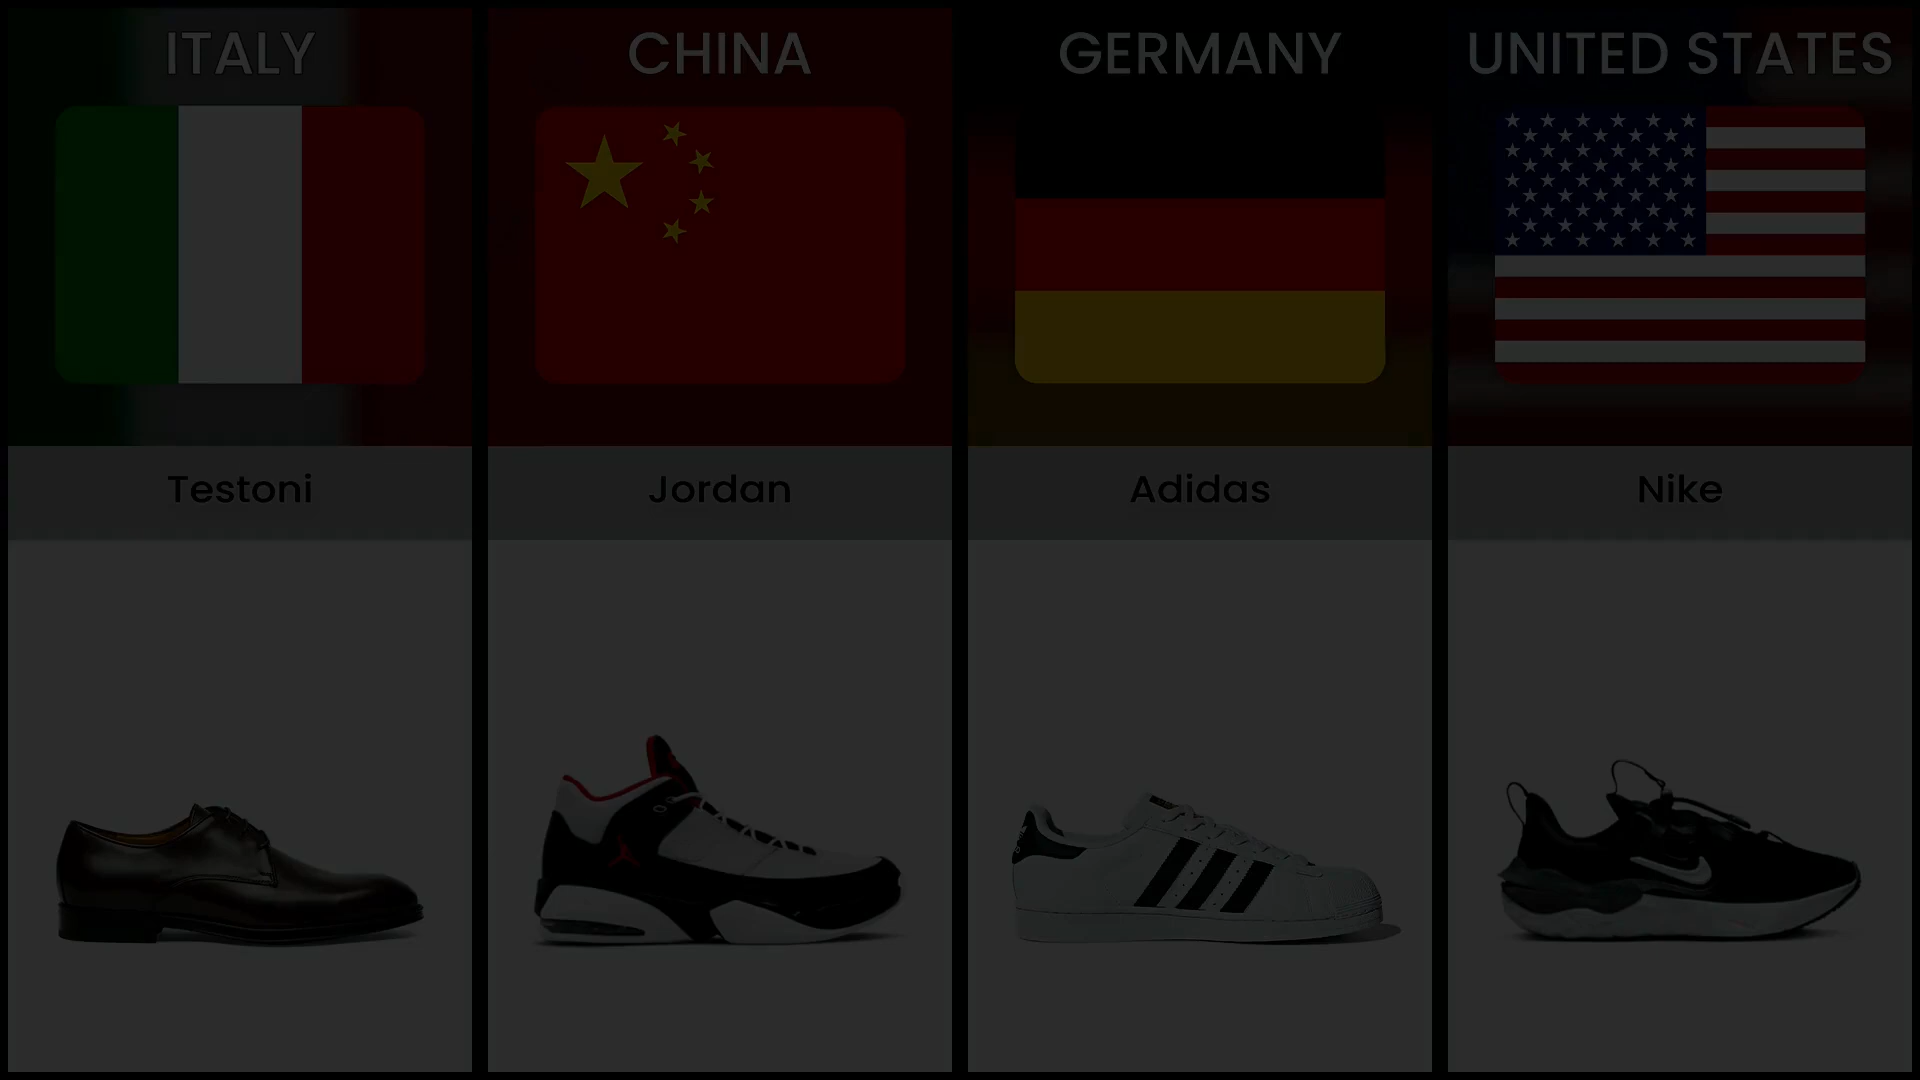 ITALY
CHINA
GERMANY
UNITED STATES
Testoni
Jordan
Adidas
Nike